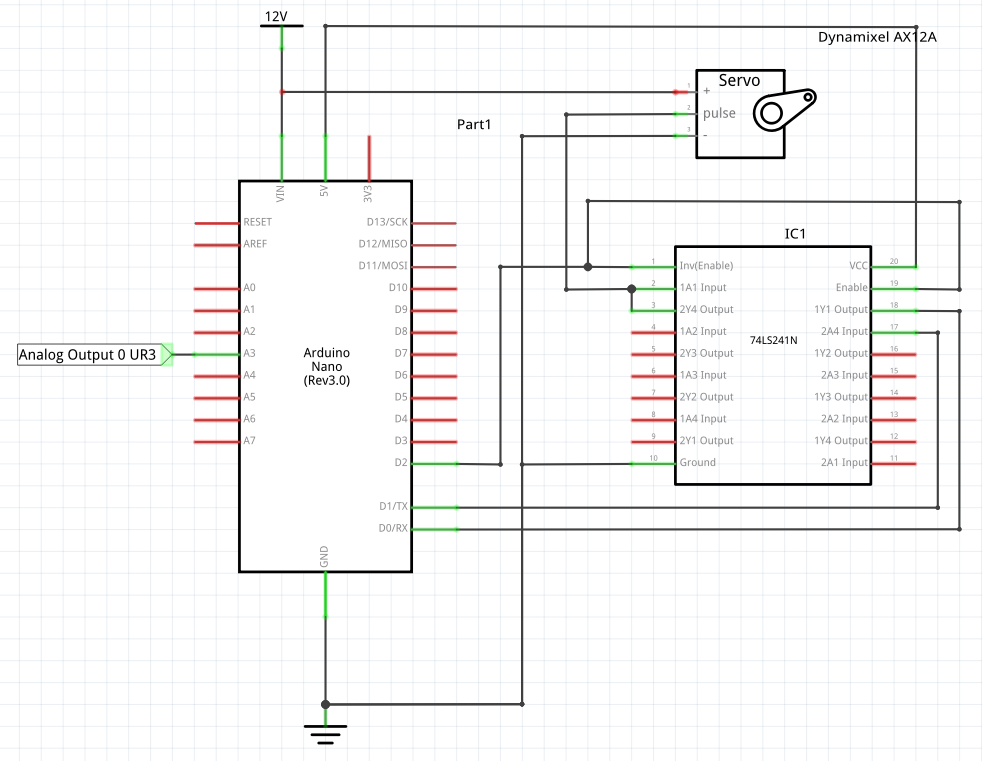 12V
Dynamixel AX12A
Servo
1
+
2
pulse
3
-
Part1
VIN
5V
3V3
RESET
AREF
A0
A1
A2
A3
A4
A5
A6
A7
D13/SCK
D12/MISO
D11/MOSI
D10
D9
D8
D7
D6
D5
D4
D3
D2
D1/TX
D0/RX
GND
Arduino
Nano
(Rev3.0)
Analog Output 0 UR3
IC1
74LS241N
1 Inv(Enable)
2 1A1 Input
3 2Y4 Output
4 1A2 Input
5 2Y3 Output
6 1A3 Input
7 2Y2 Output
8 1A4 Input
9 2Y1 Output
10 Ground
VCC 20
Enable 19
1Y1 Output 18
2A4 Input 17
1Y2 Output 16
2A3 Input 15
1Y3 Output 14
2A2 Input 13
1Y4 Output 12
2A1 Input 11